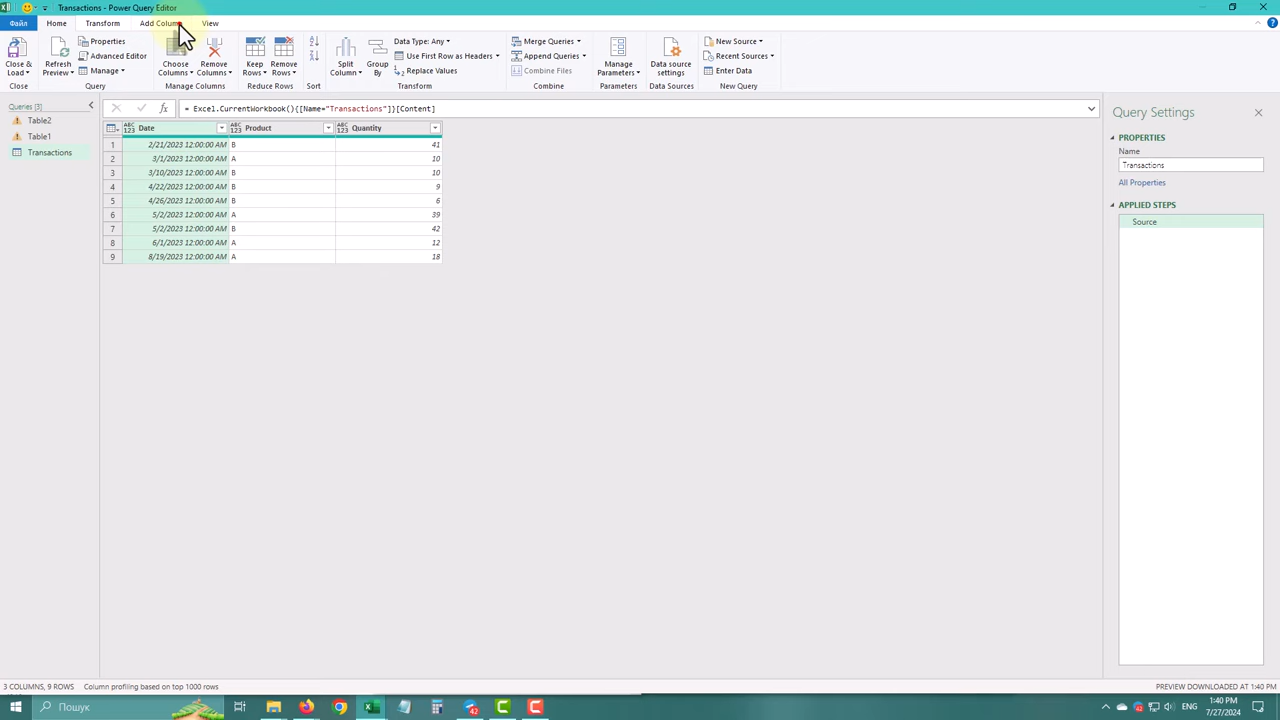 Transactions - Power Query Editor
Файл Home Transform Add Column View
Close & Load
Close
Refresh Preview
Properties
Advanced Editor
Manage
Query
Choose Columns
Remove Columns
Manage Columns
Keep Rows
Remove Rows
Reduce Rows
Sort
Split Column
Group By
Data Type: Any
Use First Row as Headers
Replace Values
Transform
Merge Queries
Append Queries
Combine Files
Combine
Manage Parameters
Parameters
Data source settings
Data Sources
New Source
Recent Sources
Enter Data
New Query
Queries [3]
Table2
Table1
Transactions
= Excel.CurrentWorkbook(){[Name="Transactions"]}[Content]
ABC 123 Date ABC 123 Product ABC 123 Quantity
1 2/21/2023 12:00:00 AM B 41
2 3/1/2023 12:00:00 AM A 10
3 3/10/2023 12:00:00 AM B 10
4 4/22/2023 12:00:00 AM B 9
5 4/26/2023 12:00:00 AM B 6
6 5/2/2023 12:00:00 AM A 39
7 5/2/2023 12:00:00 AM B 42
8 6/1/2023 12:00:00 AM A 12
9 8/19/2023 12:00:00 AM A 18
Query Settings
PROPERTIES
Name
Transactions
All Properties
APPLIED STEPS
Source
3 COLUMNS, 9 ROWS Column profiling based on top 1000 rows
PREVIEW DOWNLOADED AT 1:40 PM
Пошук
42
ENG
1:40 PM
7/27/2024